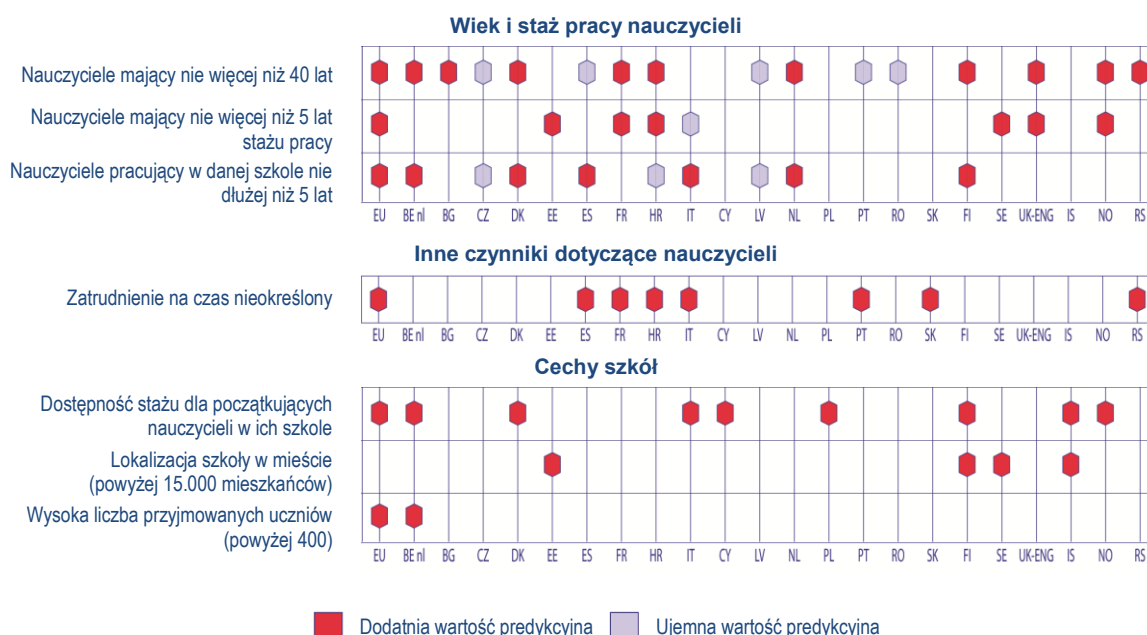 Wiek i staż pracy nauczycieli
Nauczyciele mający nie więcej niż 40 lat
Nauczyciele mający nie więcej niż 5 lat
stażu pracy
Nauczyciele pracujący w danej szkole nie
dłużej niż 5 lat
EU BE nl BG CZ DK EE ES FR HR IT CY LV NL PL PT RO SK FI SE UK-ENG IS NO RS
Inne czynniki dotyczące nauczycieli
Zatrudnienie na czas nieokreślony
EU BE nl BG CZ DK EE ES FR HR IT CY LV NL PL PT RO SK FI SE UK-ENG IS NO RS
Cechy szkół
Dostępność stażu dla początkujących
nauczycieli w ich szkole
Lokalizacja szkoły w mieście
(powyżej 15.000 mieszkańców)
Wysoka liczba przyjmowanych uczniów
(powyżej 400)
EU BE nl BG CZ DK EE ES FR HR IT CY LV NL PL PT RO SK FI SE UK-ENG IS NO RS
Dodatnia wartość predykcyjna Ujemna wartość predykcyjna